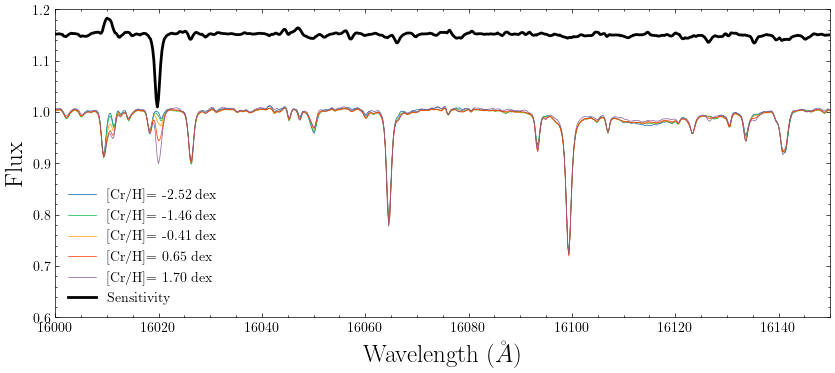 1.2
1.1
1.0
0.9
0.8
0.7
0.6
Flux
[Cr/H]= -2.52 dex
[Cr/H]= -1.46 dex
[Cr/H]= -0.41 dex
[Cr/H]= 0.65 dex
[Cr/H]= 1.70 dex
Sensitivity
16000 16020 16040 16060 16080 16100 16120 16140
Wavelength (Å)